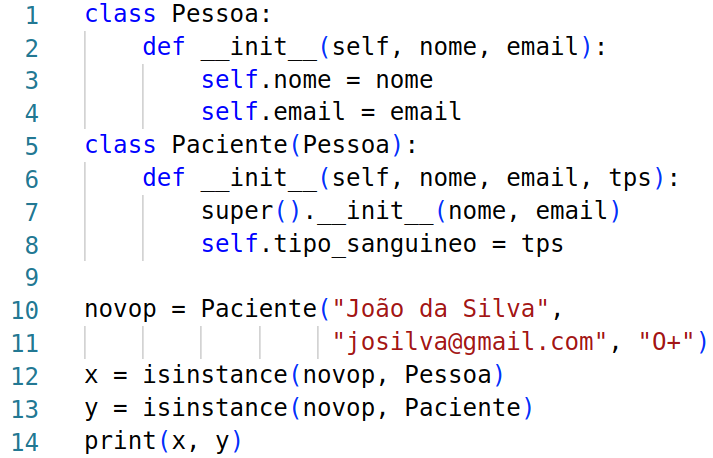 1 class Pessoa:
2     def __init__(self, nome, email):
3         self.nome = nome
4         self.email = email
5 class Paciente(Pessoa):
6     def __init__(self, nome, email, tps):
7         super().__init__(nome, email)
8         self.tipo_sanguineo = tps
9
10 novop = Paciente("João da Silva",
11                  "josilva@gmail.com", "O+")
12 x = isinstance(novop, Pessoa)
13 y = isinstance(novop, Paciente)
14 print(x, y)